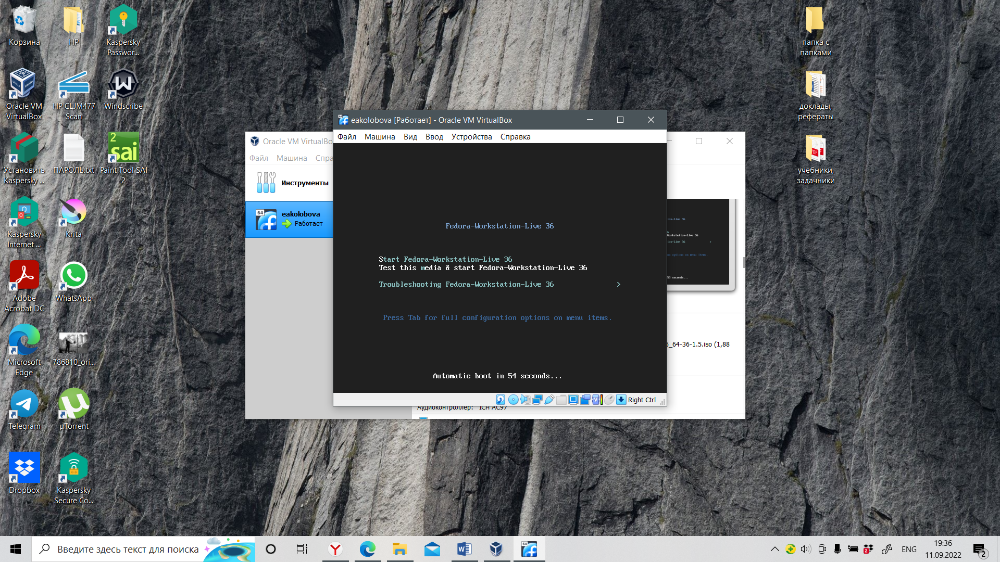 Корзина
HP
Kaspersky
Passwor...
Oracle VM
VirtualBox
HP CLJM477
Scan
Windscribe
Установить
Kaspersky ...
ПАРОЛЬ.txt
2
sai
Paint Tool SAI
2
Kaspersky
Internet ...
Krita
Adobe
Acrobat DC
WhatsApp
Microsoft
Edge
786810_ori...
Telegram
µTorrent
Dropbox
Kaspersky
Secure Co...
папка с
папками
доклады,
рефераты
PDF
учебники,
задачники
Oracle VM VirtualBo
Файл Машина Спра
Инструменты
64
eakolobova
Работает
eakolobova [Работает] - Oracle VM VirtualBox
Файл Машина Вид Ввод Устройства Справка
Fedora-Workstation-Live 36
Start Fedora-Workstation-Live 36
Test this media & start Fedora-Workstation-Live 36
Troubleshooting Fedora-Workstation-Live 36 >
Press Tab for full configuration options on menu items.
Automatic boot in 54 seconds...
Right Ctrl
_64-36-1.5.iso (1,88
Аудиоконтроллер: ICH AC97
Введите здесь текст для поиска
ENG
19:36
11.09.2022
2